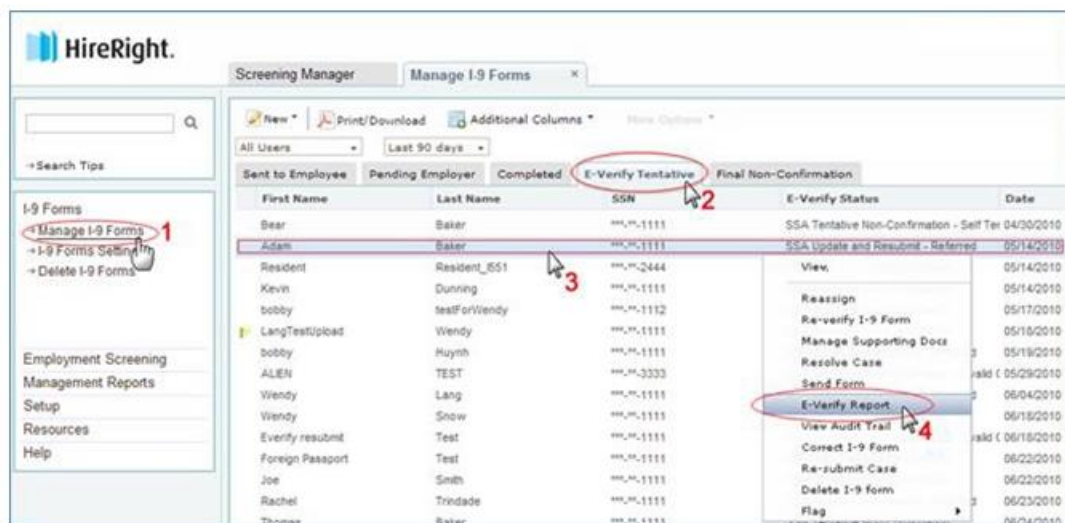 HireRight.
Screening Manager
Manage I-9 Forms ×
New Print/Download Additional Columns More Options
All Users Last 90 days
→Search Tips
Sent to Employee Pending Employer Completed E-Verify Tentative Final Non-Confirmation
2
I-9 Forms
→Manage I-9 Forms 1
→I-9 Forms Setting
→Delete I-9 Forms
Employment Screening
Management Reports
Setup
Resources
Help
First Name Last Name SSN E-Verify Status Date
Bear Baker ***-**-1111 SSA Tentative Non-Confirmation - Self Ter 04/30/2010
Adam Baker ***-**-1111 SSA Update and Resubmit - Referred 05/14/2010
3
Resident Resident_I551 ***-**-2444 05/14/2010
Kevin Dunning ***-**-1111 05/14/2010
bobby testForWendy ***-**-1112 05/17/2010
LangTestUpload Wendy ***-**-1111 05/18/2010
bobby Huynh ***-**-1111 05/19/2010
ALIEN TEST ***-**-3333 05/29/2010
Wendy Lang ***-**-1111 06/04/2010
Wendy Snow ***-**-1111 06/18/2010
Everify resubmit Test ***-**-1111 06/18/2010
Foreign Passport Test ***-**-1111 06/22/2010
Joe Smith ***-**-1111 06/22/2010
Rachel Trindade ***-**-1111 06/23/2010
Thomas Baker ***-**-1111 06/24/2010
View,
Reassign
Re-verify I-9 Form
Manage Supporting Docs
Resolve Case
Send Form
E-Verify Report
4
View Audit Trail
Correct I-9 Form
Re-submit Case
Delete I-9 form
Flag